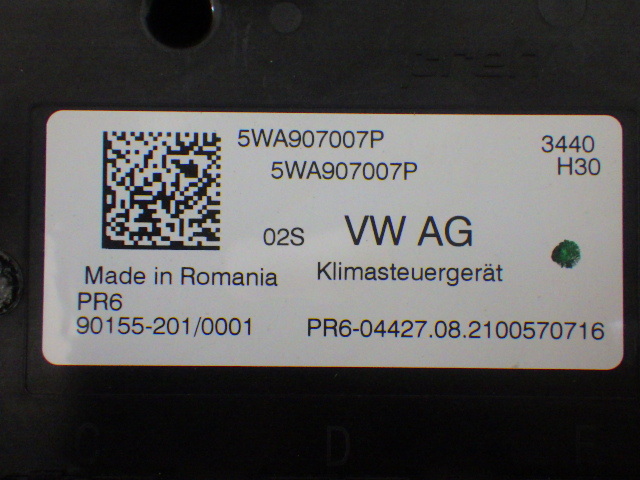 preh
5WA907007P 3440
5WA907007P H30
02S VW AG
Made in Romania Klimasteuergerät
PR6
90155-201/0001 PR6-04427.08.2100570716
C D E